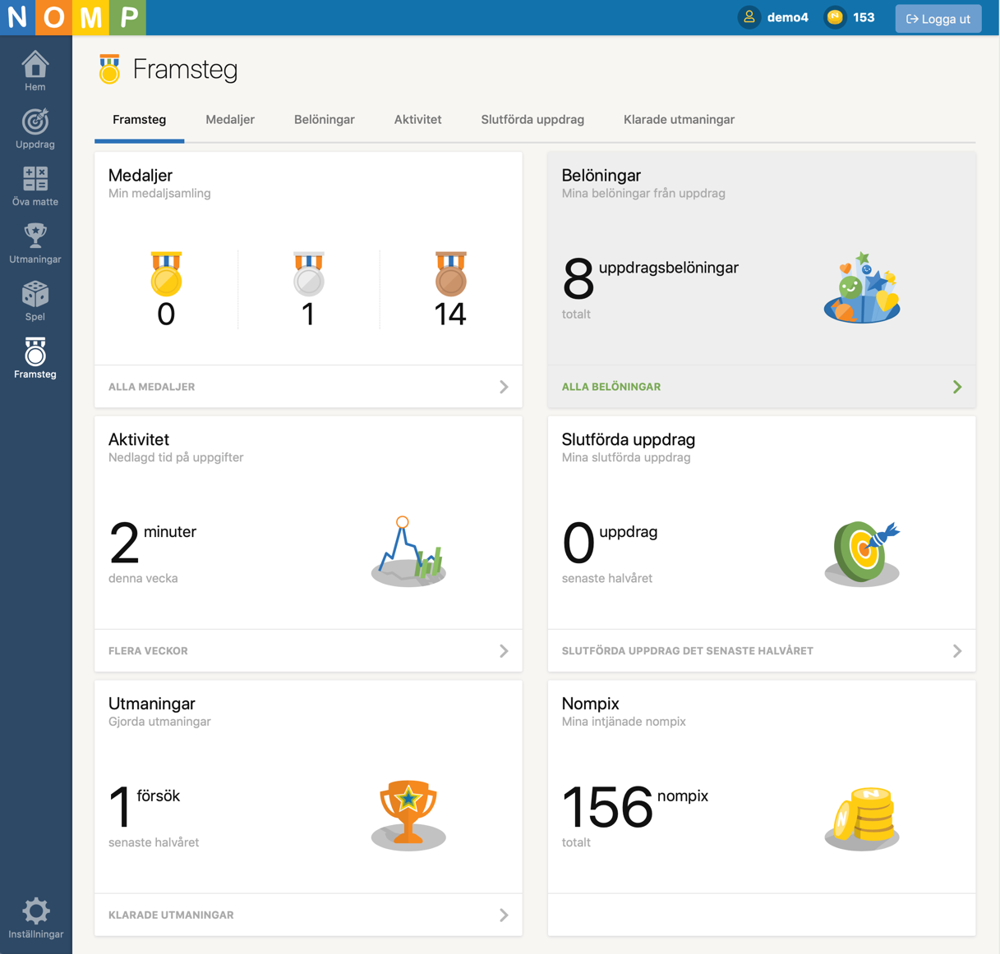 NOMP
demo4
153
Logga ut
Hem
Uppdrag
Öva matte
Utmaningar
Spel
Framsteg
Inställningar
Framsteg
Framsteg
Medaljer
Belöningar
Aktivitet
Slutförda uppdrag
Klarade utmaningar
Medaljer
Min medaljsamling
0
1
14
ALLA MEDALJER
Belöningar
Mina belöningar från uppdrag
8 uppdragsbelöningar
totalt
ALLA BELÖNINGAR
Aktivitet
Nedlagd tid på uppgifter
2 minuter
denna vecka
FLERA VECKOR
Slutförda uppdrag
Mina slutförda uppdrag
0 uppdrag
senaste halvåret
SLUTFÖRDA UPPDRAG DET SENASTE HALVÅRET
Utmaningar
Gjorda utmaningar
1 försök
senaste halvåret
KLARADE UTMANINGAR
Nompix
Mina intjänade nompix
156 nompix
totalt